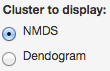 Cluster to display:
NMDS
Dendogram